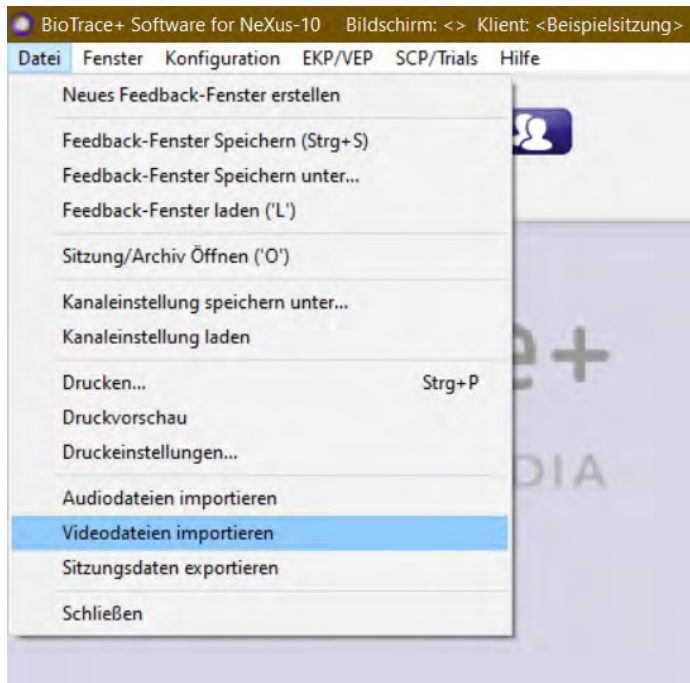 BioTrace+ Software for NeXus-10 Bildschirm: <> Klient: <Beispielsitzung>
Datei Fenster Konfiguration EKP/VEP SCP/Trials Hilfe
Neues Feedback-Fenster erstellen
Feedback-Fenster Speichern (Strg+S)
Feedback-Fenster Speichern unter...
Feedback-Fenster laden ('L')
Sitzung/Archiv Öffnen ('O')
Kanaleinstellung speichern unter...
Kanaleinstellung laden
Drucken... Strg+P
Druckvorschau
Druckeinstellungen...
Audiodateien importieren
Videodateien importieren
Sitzungsdaten exportieren
Schließen